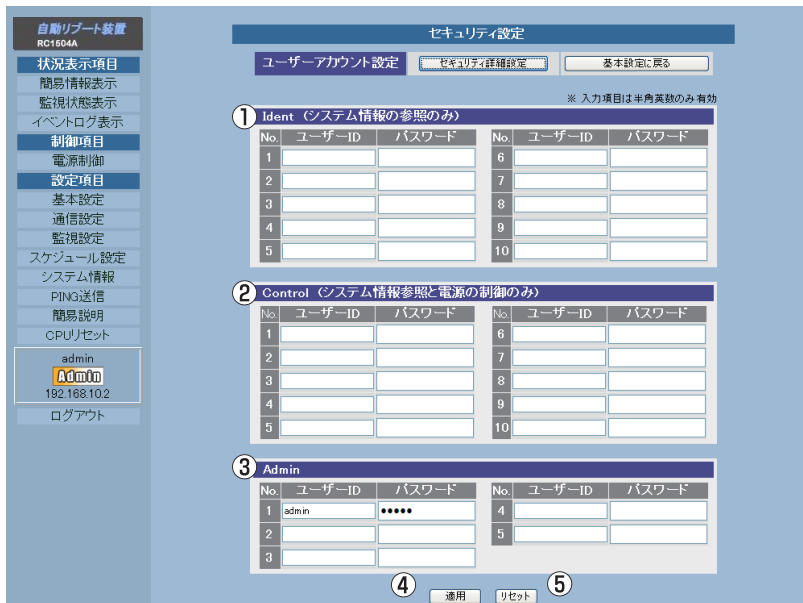 自動リブート装置
RC1504A
状況表示項目
簡易情報表示
監視状態表示
イベントログ表示
制御項目
電源制御
設定項目
基本設定
通信設定
監視設定
スケジュール設定
システム情報
PING送信
簡易説明
CPUリセット
admin
Admin
192.168.10.2
ログアウト
セキュリティ設定
ユーザーアカウント設定 セキュリティ詳細設定 基本設定に戻る
※ 入力項目は半角英数のみ有効
① Ident (システム情報の参照のみ)
No. ユーザーID パスワード No. ユーザーID パスワード
1 6
2 7
3 8
4 9
5 10
② Control (システム情報参照と電源の制御のみ)
No. ユーザーID パスワード No. ユーザーID パスワード
1 6
2 7
3 8
4 9
5 10
③ Admin
No. ユーザーID パスワード No. ユーザーID パスワード
1 admin ●●●●● 4
2 5
3
④ 適用 リセット ⑤